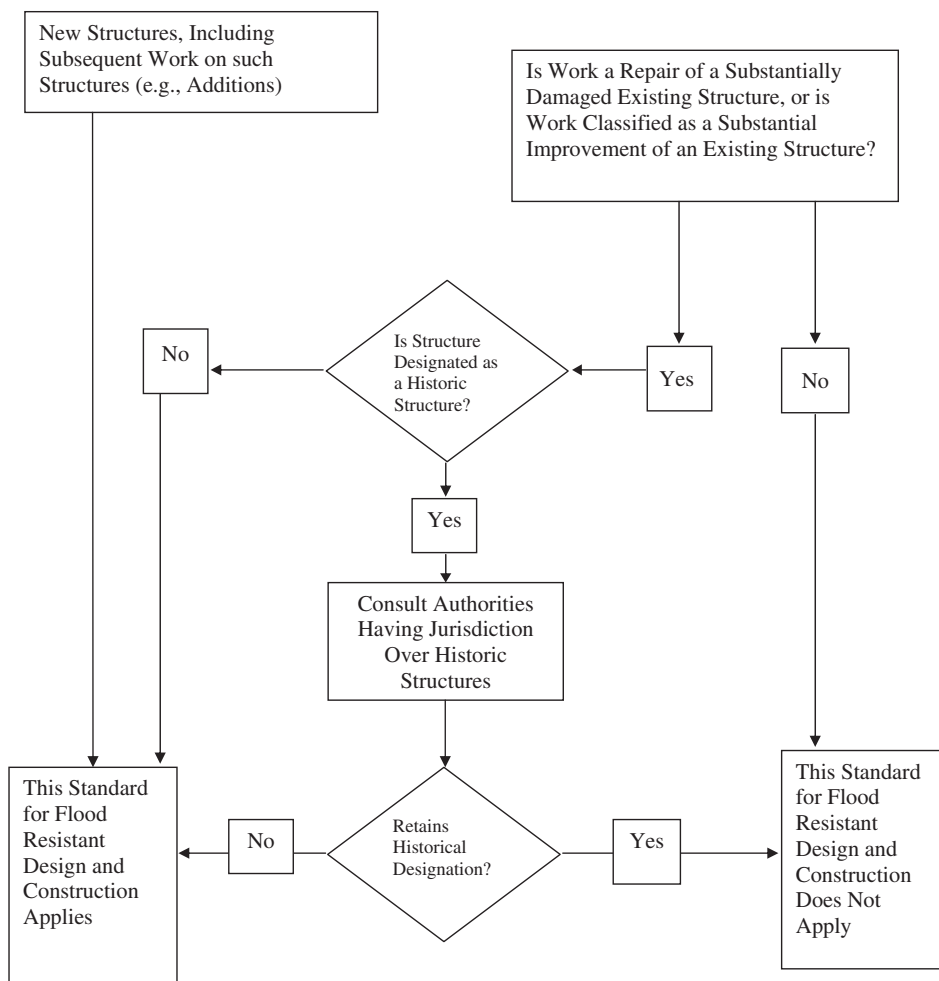 New Structures, Including
Subsequent Work on such
Structures (e.g., Additions)
Is Work a Repair of a Substantially
Damaged Existing Structure, or is
Work Classified as a Substantial
Improvement of an Existing Structure?
No
Is Structure
Designated as
a Historic
Structure?
Yes
No
Yes
Consult Authorities
Having Jurisdiction
Over Historic
Structures
This Standard
for Flood
Resistant
Design and
Construction
Applies
No
Retains
Historical
Designation?
Yes
This Standard
for Flood
Resistant
Design and
Construction
Does Not
Apply